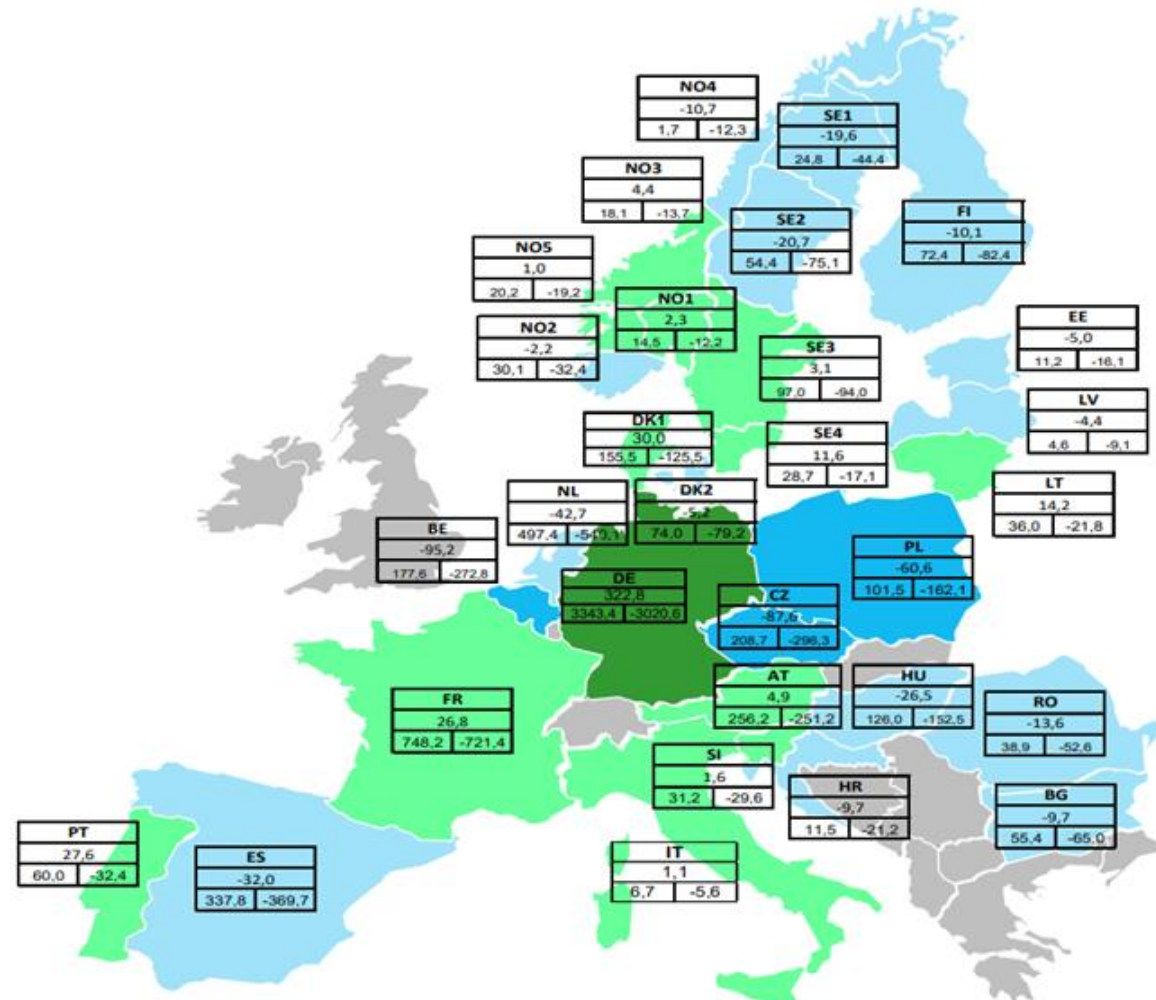 NO4
-10,7
1,7 -12,3
SE1
-19,6
24,8 -44,4
NO3
4,4
18,1 -13,7
SE2
-20,7
54,4 -75,1
FI
-10,1
72,4 -82,4
NO5
1,0
20,2 -19,2
NO1
2,3
14,5 -12,2
NO2
-2,2
30,1 -32,4
EE
-5,0
11,2 -16,1
SE3
3,1
97,0 -94,0
LV
-4,4
4,6 -9,1
DK1
30,0
155,5 -125,5
SE4
11,6
28,7 -17,1
LT
14,2
36,0 -21,8
NL
-42,7
497,4 -540,1
DK2
-5,2
74,0 -79,2
BE
-95,2
177,6 -272,8
PL
-60,6
101,5 -162,1
DE
322,8
3343,4 -3020,6
CZ
-87,6
208,7 -296,3
AT
4,9
256,2 -251,2
HU
-26,5
126,0 -152,5
FR
26,8
748,2 -721,4
RO
-13,6
38,9 -52,6
SI
1,6
31,2 -29,6
HR
-9,7
11,5 -21,2
BG
-9,7
55,4 -65,0
PT
27,6
60,0 -32,4
ES
-32,0
337,8 -369,7
IT
1,1
6,7 -5,6